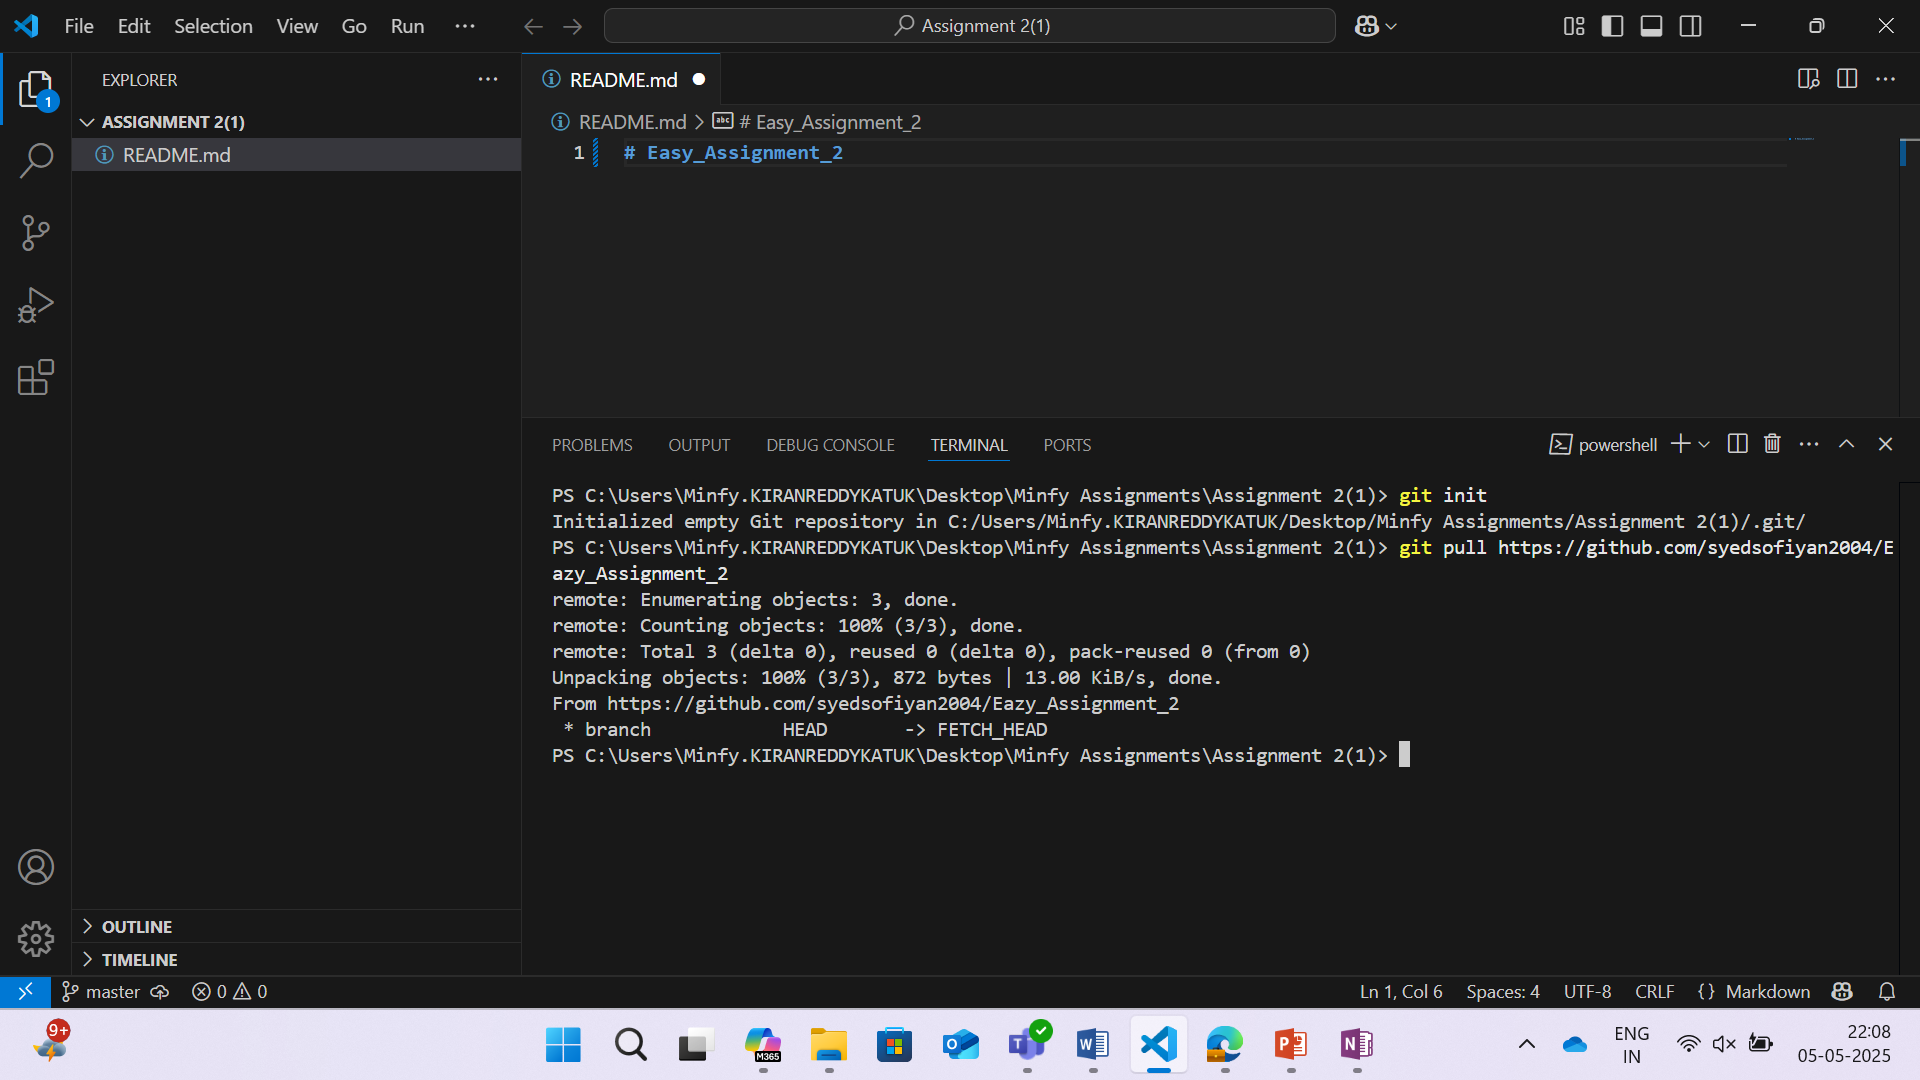 File Edit Selection View Go Run ...
Assignment 2(1)
EXPLORER
1
ASSIGNMENT 2(1)
README.md
README.md
README.md > # Easy_Assignment_2
1 # Easy_Assignment_2
PROBLEMS OUTPUT DEBUG CONSOLE TERMINAL PORTS
powershell
PS C:\Users\Minfy.KIRANREDDYKATUK\Desktop\Minfy Assignments\Assignment 2(1)> git init
Initialized empty Git repository in C:/Users/Minfy.KIRANREDDYKATUK/Desktop/Minfy Assignments/Assignment 2(1)/.git/
PS C:\Users\Minfy.KIRANREDDYKATUK\Desktop\Minfy Assignments\Assignment 2(1)> git pull https://github.com/syedsofiyan2004/E
azy_Assignment_2
remote: Enumerating objects: 3, done.
remote: Counting objects: 100% (3/3), done.
remote: Total 3 (delta 0), reused 0 (delta 0), pack-reused 0 (from 0)
Unpacking objects: 100% (3/3), 872 bytes | 13.00 KiB/s, done.
From https://github.com/syedsofiyan2004/Eazy_Assignment_2
 * branch            HEAD       -> FETCH_HEAD
PS C:\Users\Minfy.KIRANREDDYKATUK\Desktop\Minfy Assignments\Assignment 2(1)>
OUTLINE
TIMELINE
master 0 0
Ln 1, Col 6 Spaces: 4 UTF-8 CRLF {} Markdown
9+
M365
ENG
IN
22:08
05-05-2025